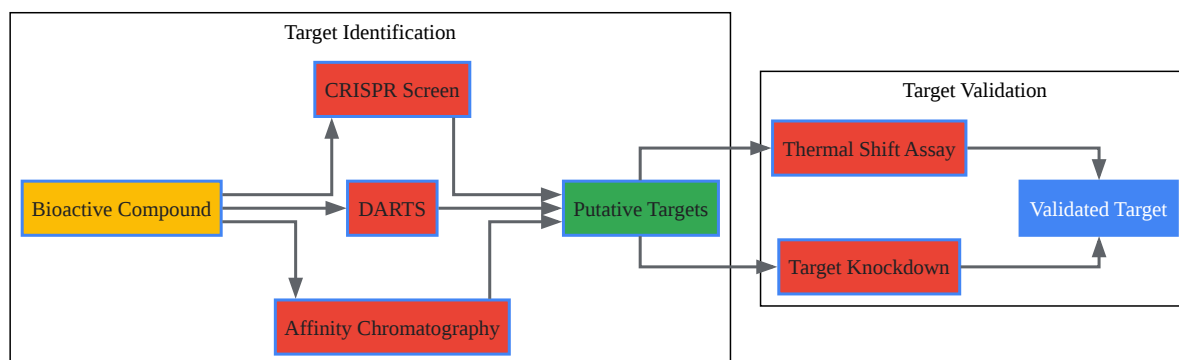 Target Identification
CRISPR Screen
Target Validation
Thermal Shift Assay
Bioactive Compound
DARTS
Putative Targets
Validated Target
Target Knockdown
Affinity Chromatography